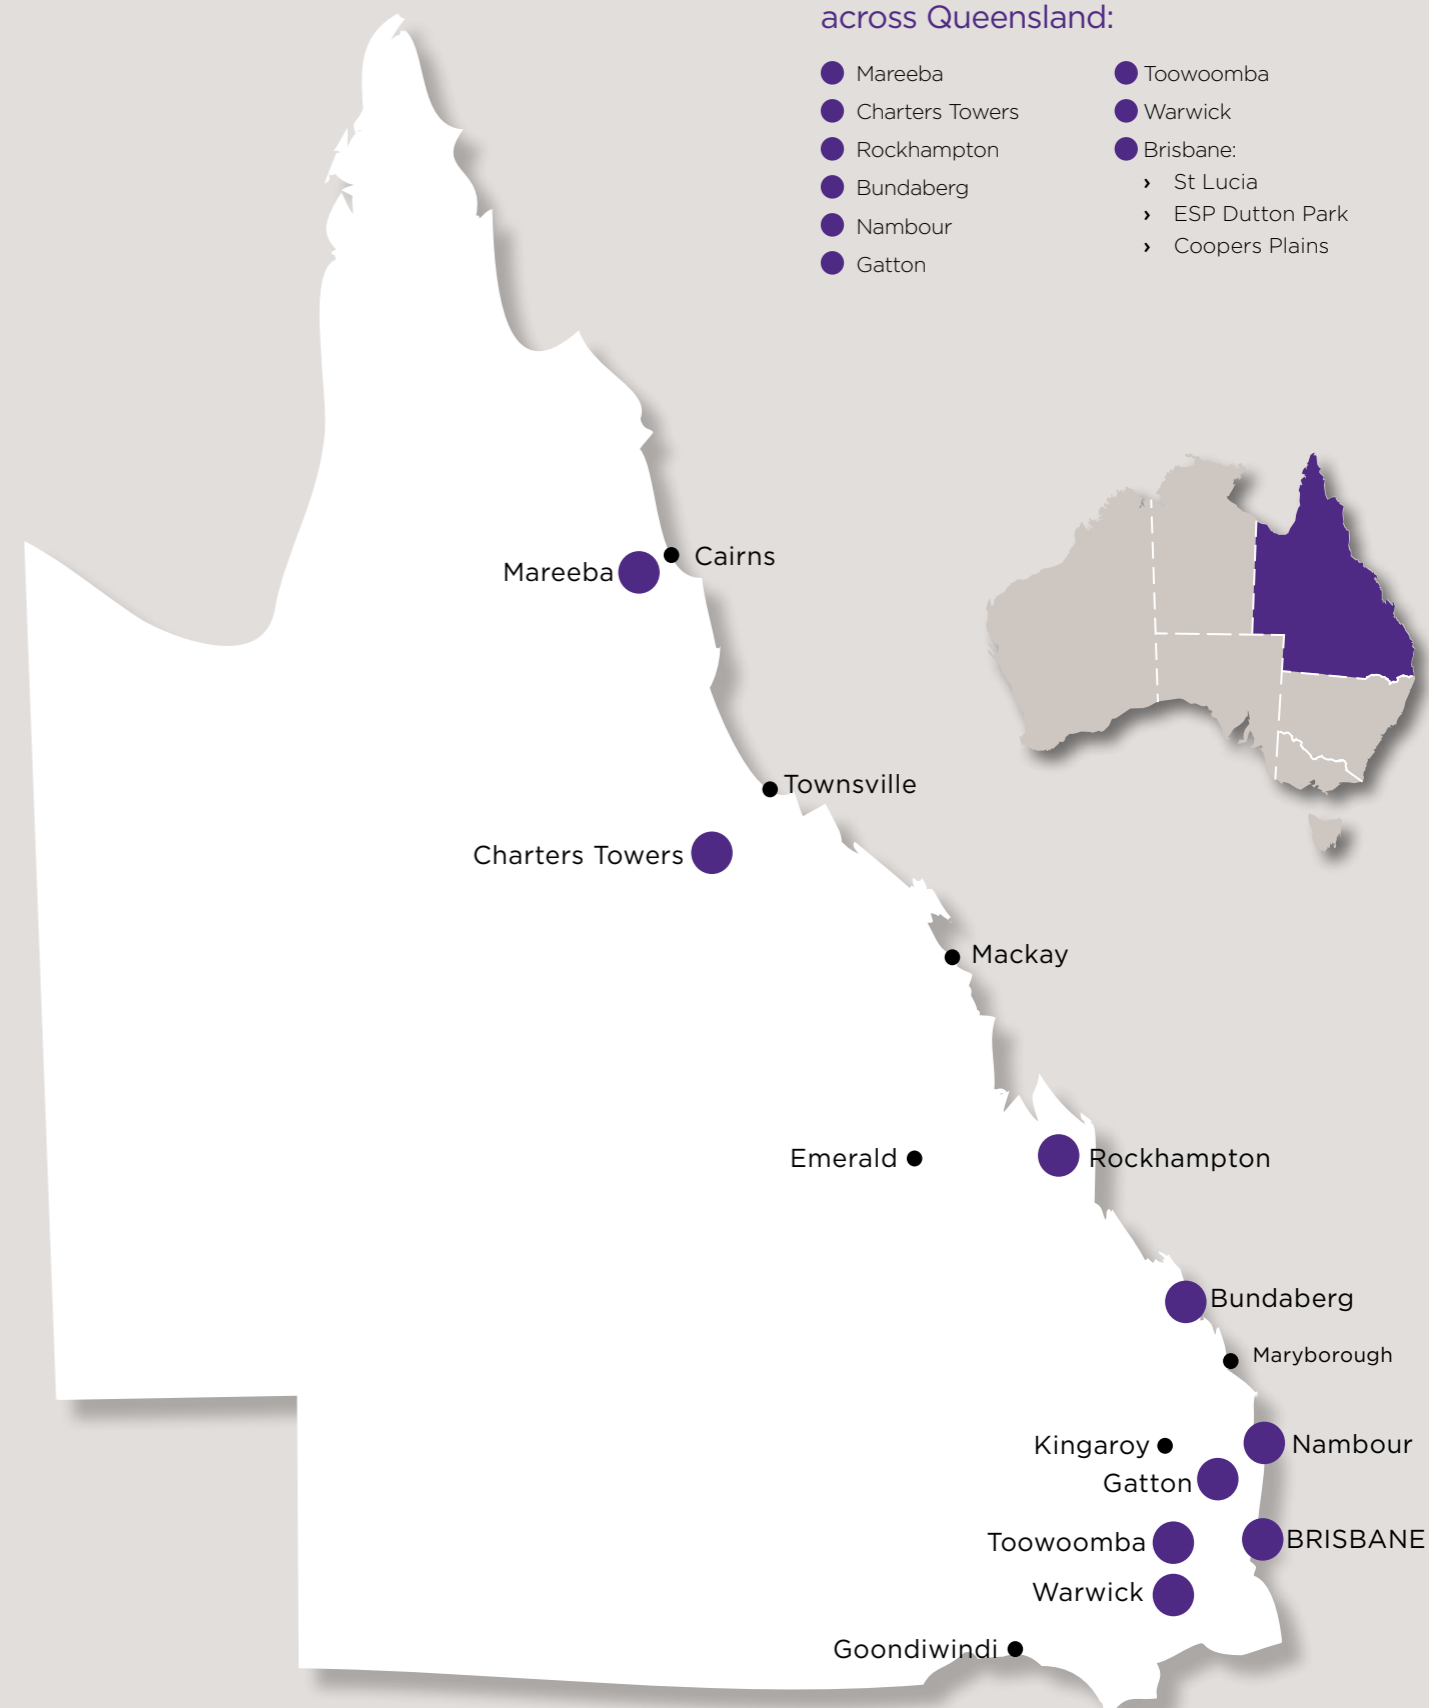 across Queensland:
Mareeba
Charters Towers
Rockhampton
Bundaberg
Nambour
Gatton
Toowoomba
Warwick
Brisbane:
› St Lucia
› ESP Dutton Park
› Coopers Plains
Cairns
Mareeba
Townsville
Charters Towers
Mackay
Emerald
Rockhampton
Bundaberg
Maryborough
Kingaroy
Nambour
Gatton
Toowoomba
BRISBANE
Warwick
Goondiwindi